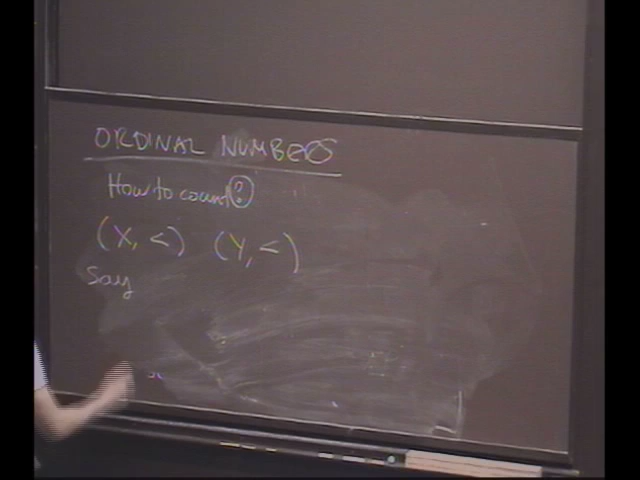 ORDINAL NUMBERS
How to count?
(X, <) (Y, <)
Say